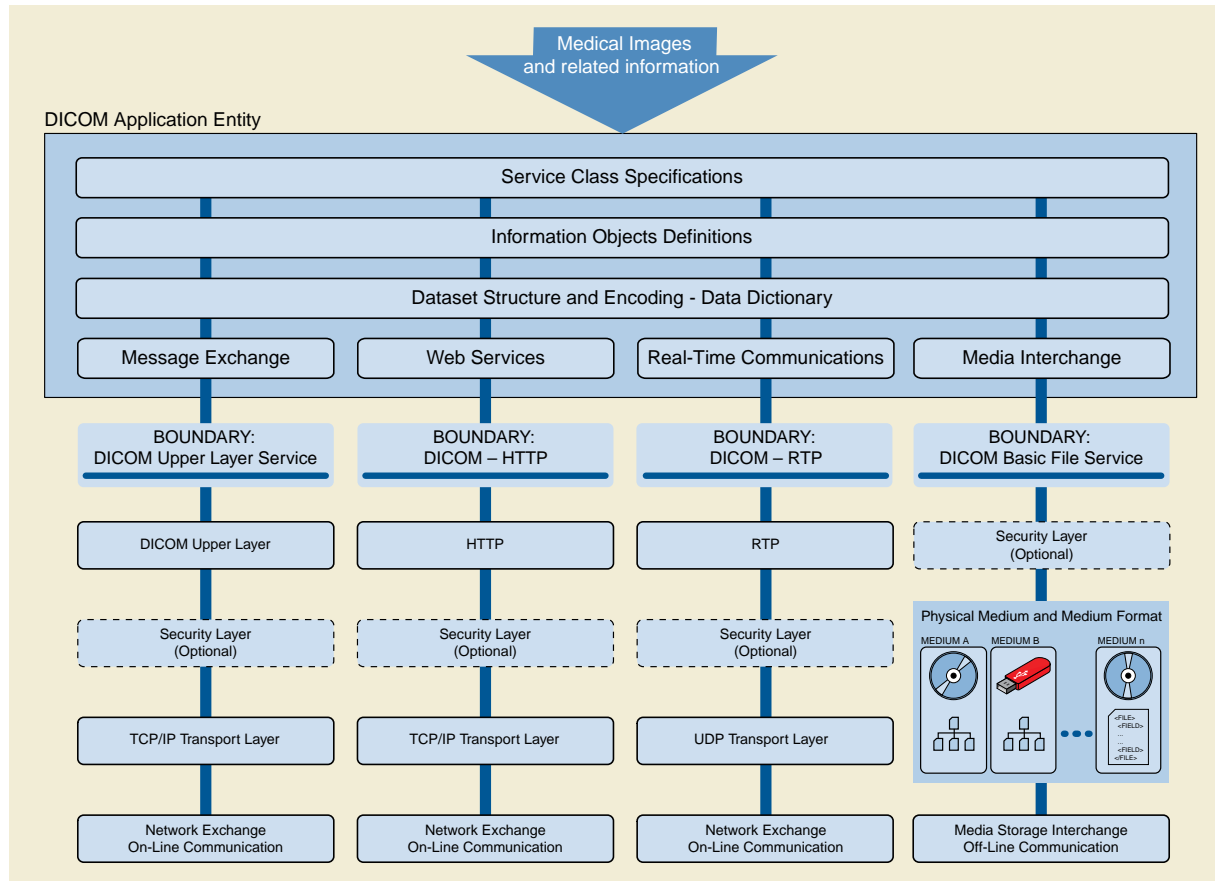 Medical Images
and related information
DICOM Application Entity
Service Class Specifications
Information Objects Definitions
Dataset Structure and Encoding - Data Dictionary
Message Exchange
Web Services
Real-Time Communications
Media Interchange
BOUNDARY:
DICOM Upper Layer Service
BOUNDARY:
DICOM – HTTP
BOUNDARY:
DICOM – RTP
BOUNDARY:
DICOM Basic File Service
DICOM Upper Layer
HTTP
RTP
Security Layer
(Optional)
Security Layer
(Optional)
Security Layer
(Optional)
Security Layer
(Optional)
Physical Medium and Medium Format
MEDIUM A
MEDIUM B
MEDIUM n
<FILE>
<FIELD>
...
...
<FIELD>
</FILE>
TCP/IP Transport Layer
TCP/IP Transport Layer
UDP Transport Layer
Network Exchange
On-Line Communication
Network Exchange
On-Line Communication
Network Exchange
On-Line Communication
Media Storage Interchange
Off-Line Communication